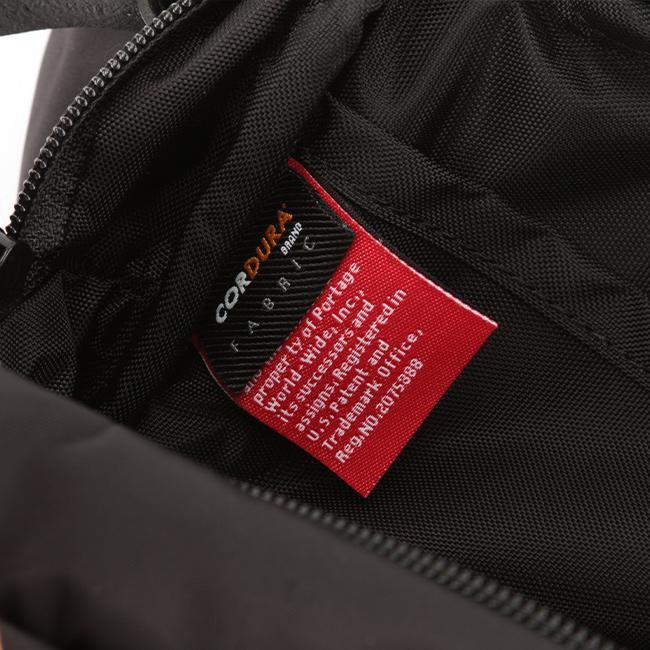 CORDURA®
BRAND
FABRIC
property of Portage
World-Wide, Inc.,
its successors and
assigns.Registered in
U.S. Patent and
Trademark Office,
Reg.NO.2075388